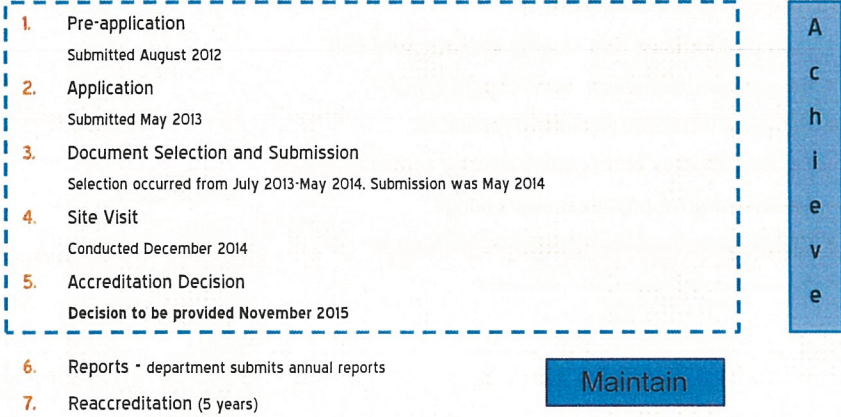 1. Pre-application
Submitted August 2012
2. Application
Submitted May 2013
3. Document Selection and Submission
Selection occurred from July 2013-May 2014. Submission was May 2014
4. Site Visit
Conducted December 2014
5. Accreditation Decision
Decision to be provided November 2015
Achieve
6. Reports - department submits annual reports
7. Reaccreditation (5 years)
Maintain